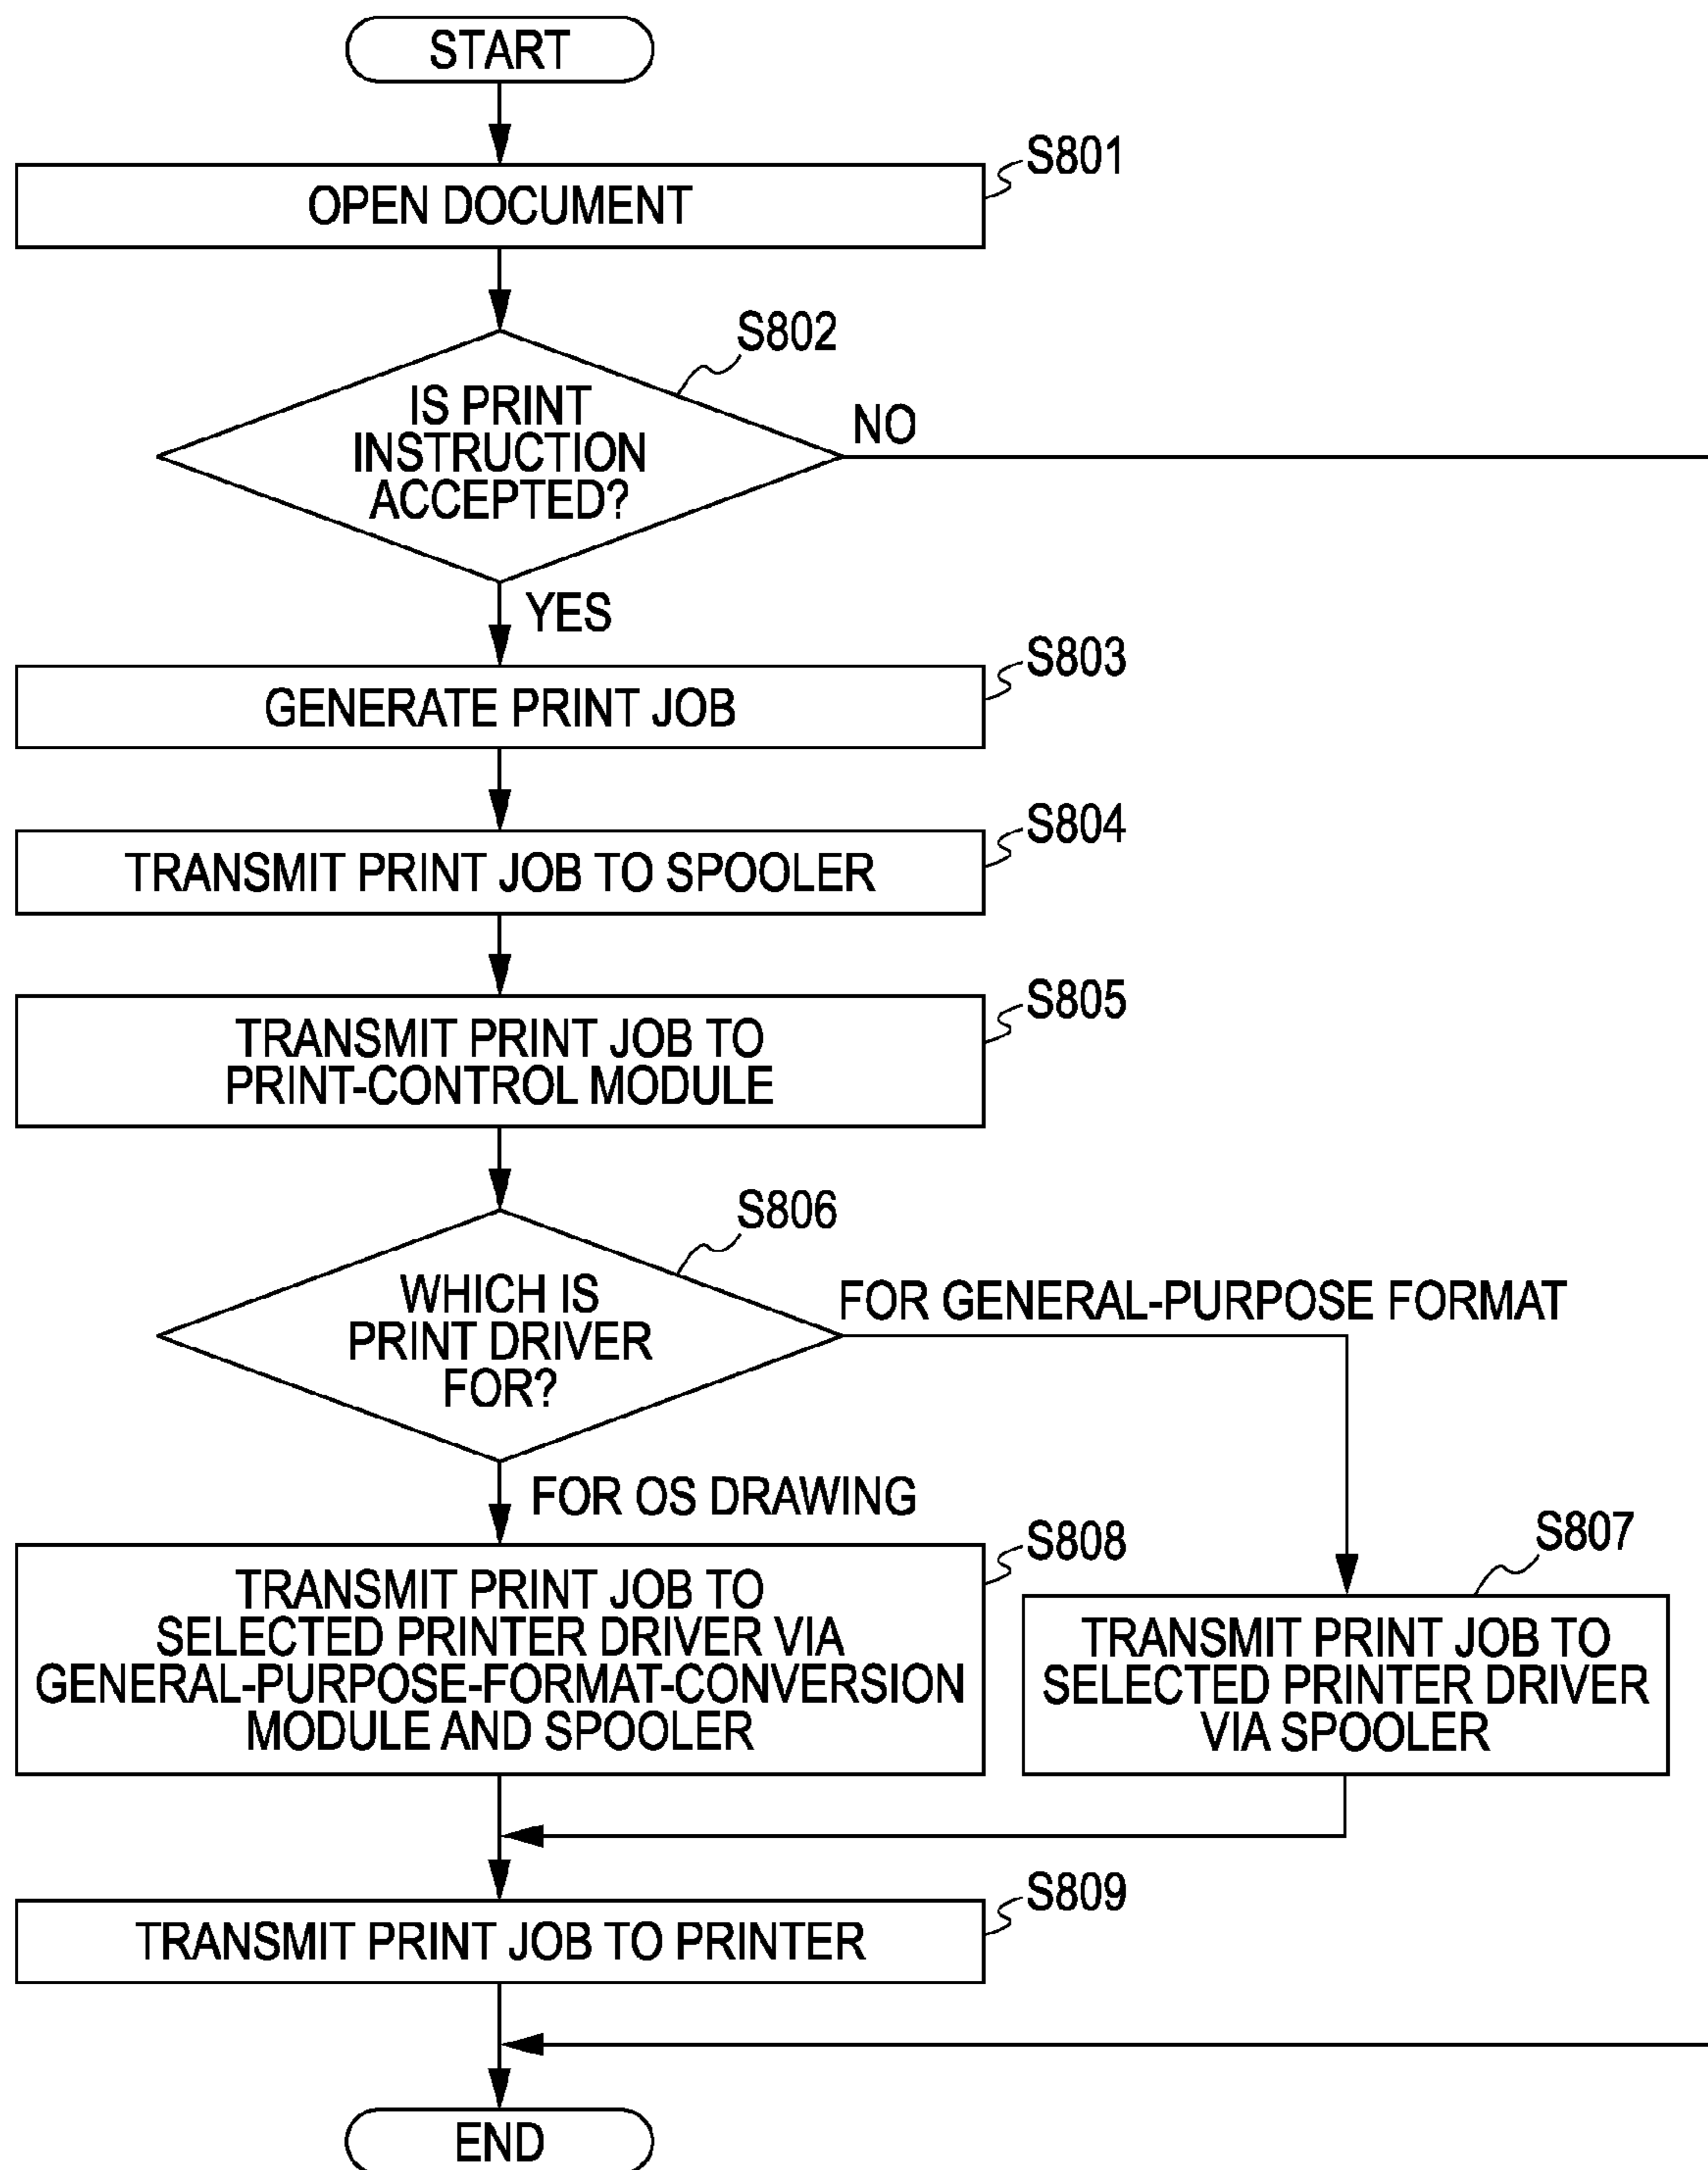 START
S801
OPEN DOCUMENT
S802
IS PRINT
INSTRUCTION
ACCEPTED?
NO
YES
S803
GENERATE PRINT JOB
S804
TRANSMIT PRINT JOB TO SPOOLER
S805
TRANSMIT PRINT JOB TO
PRINT-CONTROL MODULE
S806
WHICH IS
PRINT DRIVER
FOR?
FOR GENERAL-PURPOSE FORMAT
FOR OS DRAWING
S808
TRANSMIT PRINT JOB TO
SELECTED PRINTER DRIVER VIA
GENERAL-PURPOSE-FORMAT-CONVERSION
MODULE AND SPOOLER
S807
TRANSMIT PRINT JOB TO
SELECTED PRINTER DRIVER
VIA SPOOLER
S809
TRANSMIT PRINT JOB TO PRINTER
END